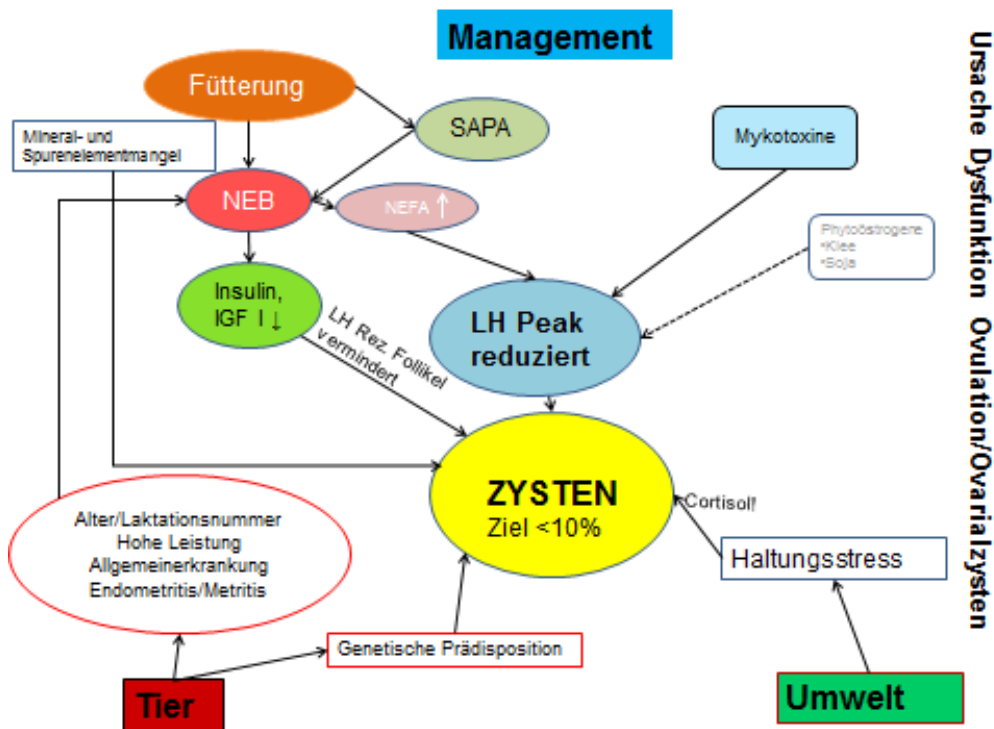 Management
Fütterung
SAPA
Mineral- und
Spurenelementmangel
Mykotoxine
NEB
NEFA ↑
Phytoöstrogene
•Klee
•Soja
Insulin,
IGF I ↓
LH Rez. Follikel
vermindert
LH Peak
reduziert
ZYSTEN
Ziel <10%
Cortisol!
Alter/Laktationsnummer
Hohe Leistung
Allgemeinerkrankung
Endometritis/Metritis
Haltungsstress
Genetische Prädisposition
Tier
Umwelt
Ursache Dysfunktion Ovulation/Ovarialzysten